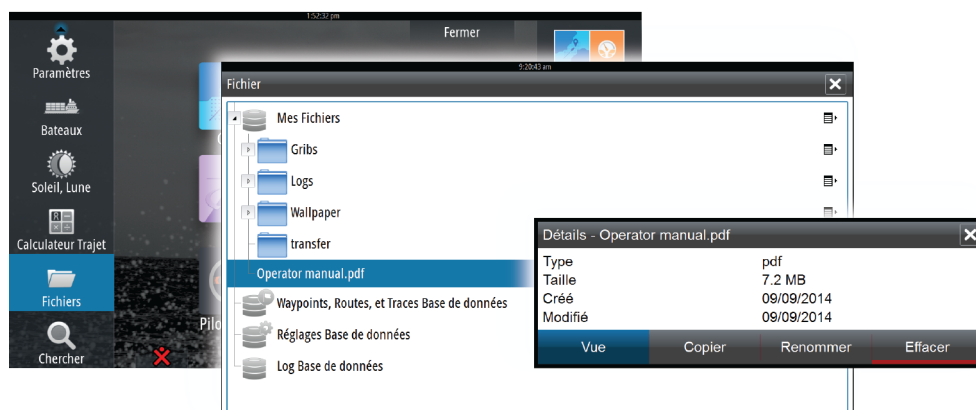 1:52:32 pm
Fermer
Paramètres
Bateaux
Soleil, Lune
Calculateur Trajet
Fichiers
Chercher
9:20:43 am
Fichier
Mes Fichiers
Gribs
Logs
Wallpaper
transfer
Operator manual.pdf
Waypoints, Routes, et Traces Base de données
Réglages Base de données
Log Base de données
Détails - Operator manual.pdf
Type pdf
Taille 7.2 MB
Créé 09/09/2014
Modifié 09/09/2014
Vue Copier Renommer Effacer